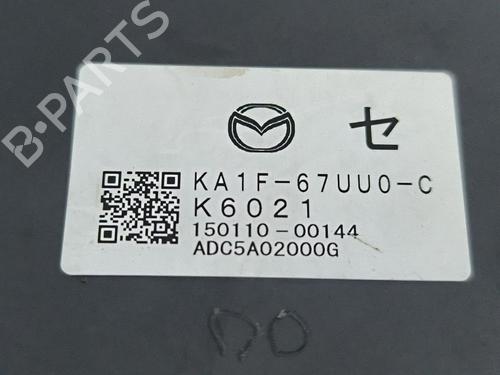 B-PARTS
セ
KA1F-67UU0-C
K6021
150110-00144
ADC5A02000G